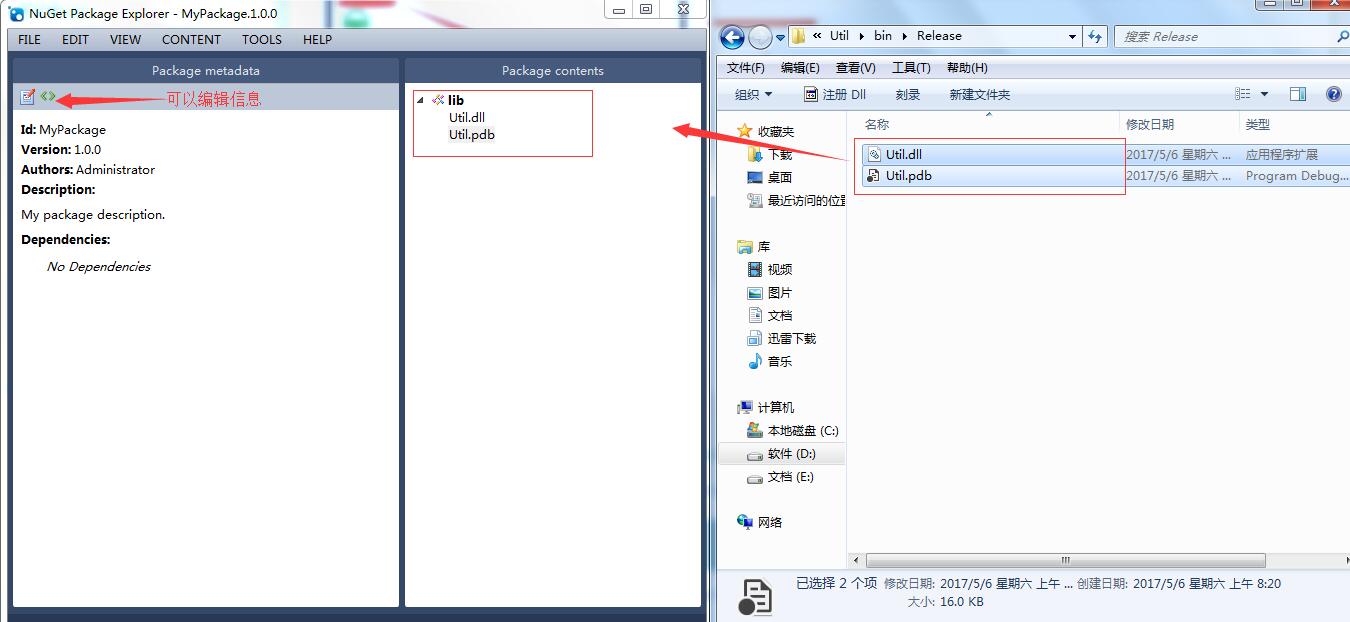 NuGet Package Explorer - MyPackage.1.0.0
FILE EDIT VIEW CONTENT TOOLS HELP
Package metadata
可以编辑信息
Id: MyPackage
Version: 1.0.0
Authors: Administrator
Description:
My package description.
Dependencies:
No Dependencies
Package contents
lib
Util.dll
Util.pdb
« Util bin Release
搜索 Release
文件(F) 编辑(E) 查看(V) 工具(T) 帮助(H)
组织 注册 Dll 刻录 新建文件夹
收藏夹
下载
桌面
最近访问的位置
库
视频
图片
文档
迅雷下载
音乐
计算机
本地磁盘 (C:)
软件 (D:)
文档 (E:)
网络
名称 修改日期 类型
Util.dll 2017/5/6 星期六 ... 应用程序扩展
Util.pdb 2017/5/6 星期六 ... Program Debug...
已选择 2 个项 修改日期: 2017/5/6 星期六 上午 ... 创建日期: 2017/5/6 星期六 上午 8:20
大小: 16.0 KB